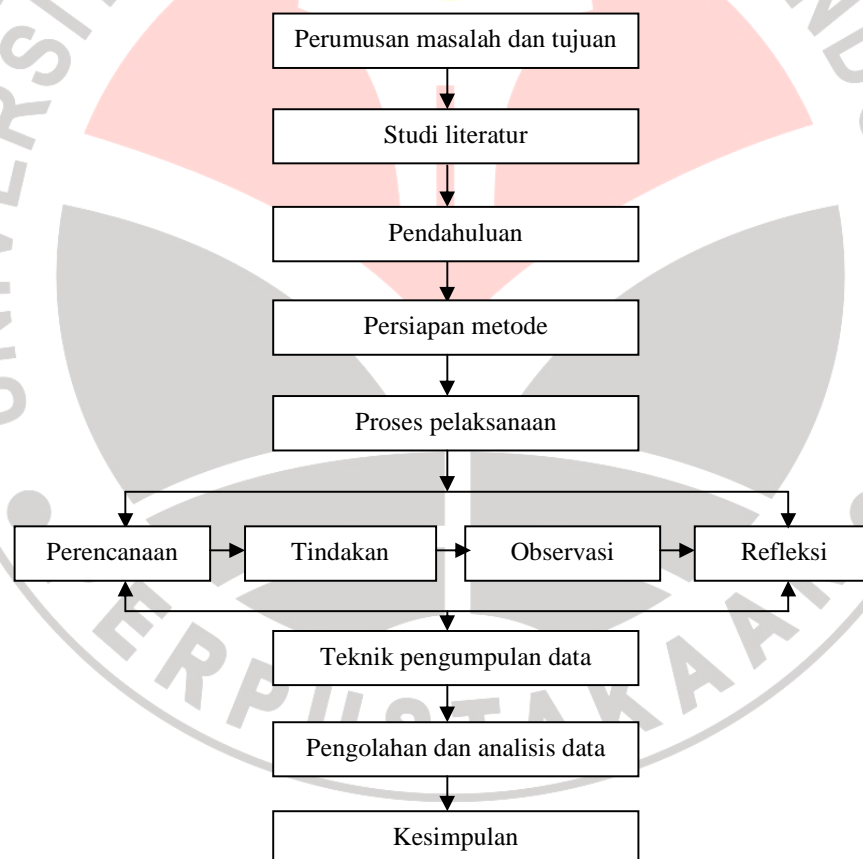 Perumusan masalah dan tujuan
Studi literatur
Pendahuluan
Persiapan metode
Proses pelaksanaan
Perencanaan
Tindakan
Observasi
Refleksi
Teknik pengumpulan data
Pengolahan dan analisis data
Kesimpulan
PERPUSTAKAAN